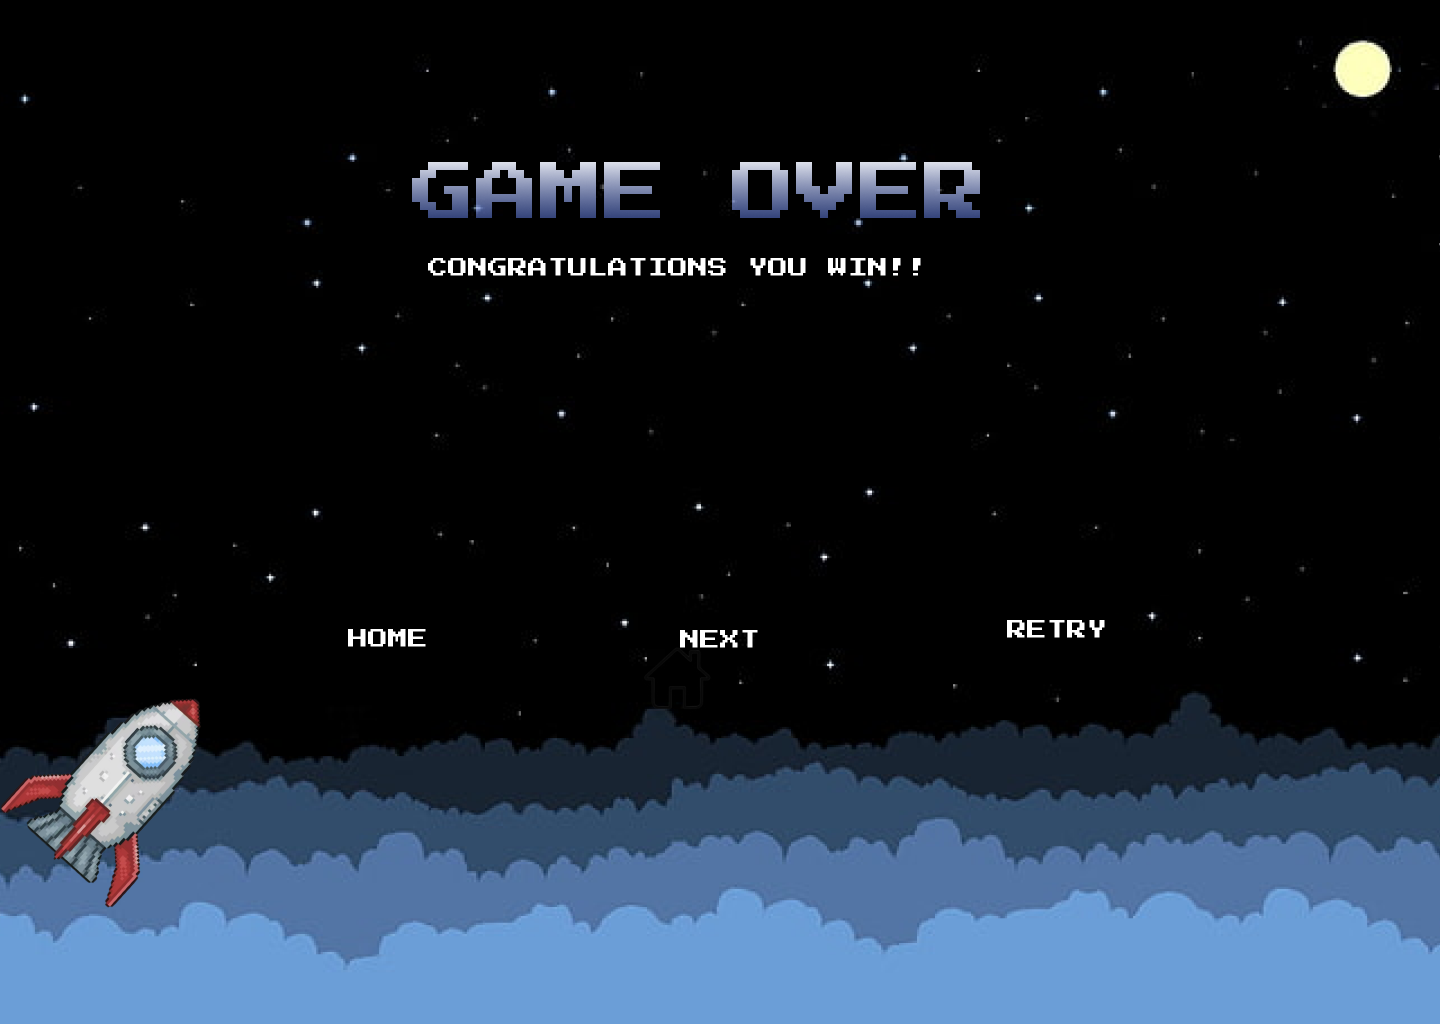 GAME OVER
CONGRATULATIONS YOU WIN!!
HOME
NEXT
RETRY